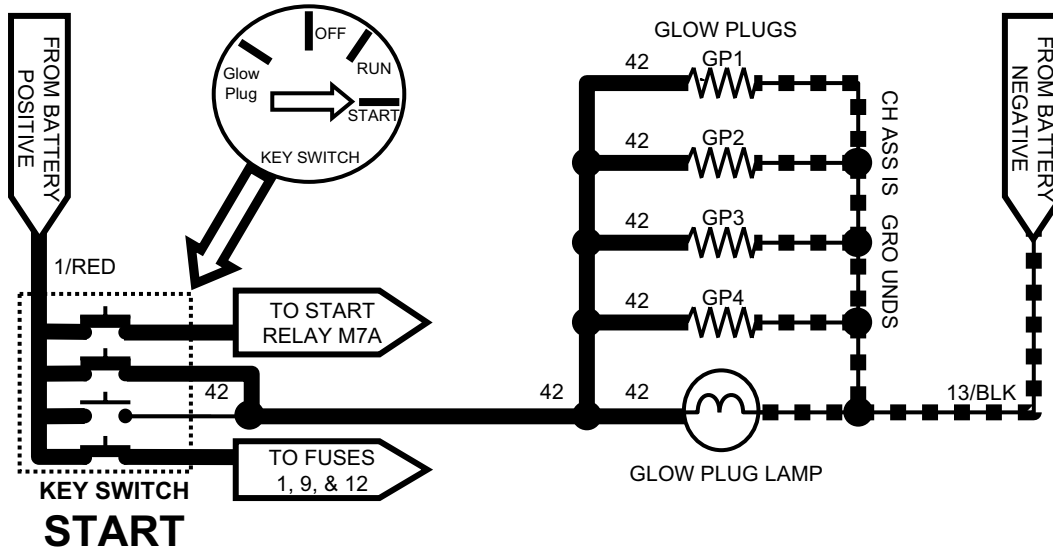 FROM BATTERY
POSITIVE
OFF
Glow
Plug
RUN
START
KEY SWITCH
GLOW PLUGS
42
GP1
42
GP2
42
GP3
42
GP4
CH ASS IS GRO UNDS
FROM BATTERY
NEGATIVE
1/RED
TO START
RELAY M7A
42
42
42
13/BLK
TO FUSES
1, 9, & 12
GLOW PLUG LAMP
KEY SWITCH
START